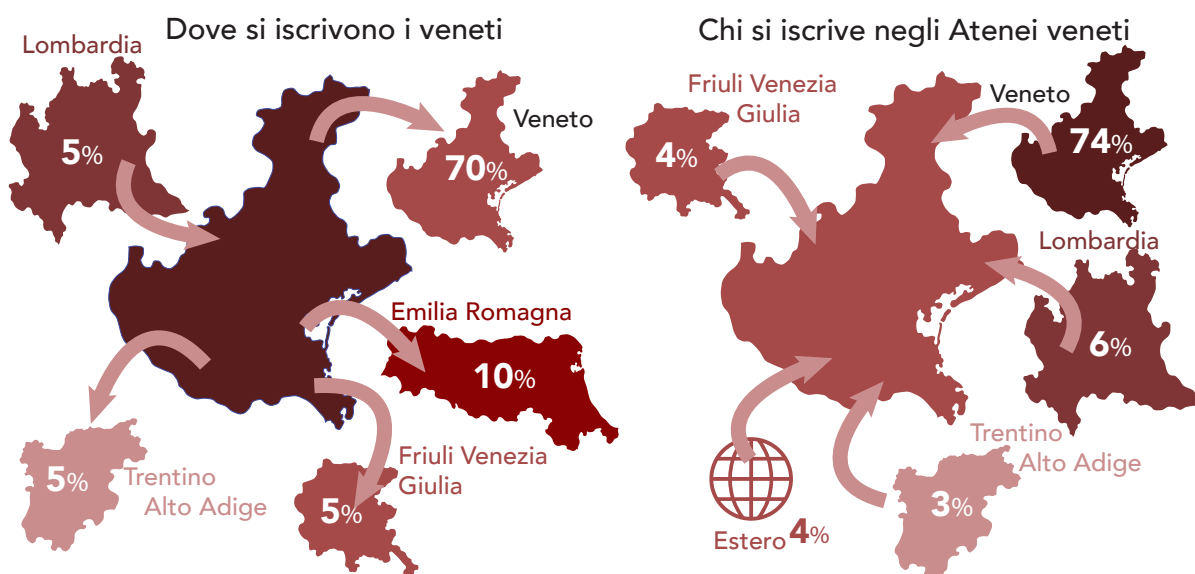 Dove si iscrivono i veneti
Lombardia
5%
Veneto
70%
Emilia Romagna
10%
5%
Trentino
Alto Adige
Friuli Venezia
Giulia
5%
Chi si iscrive negli Atenei veneti
Friuli Venezia
Giulia
4%
Veneto
74%
Lombardia
6%
Trentino
Alto Adige
3%
Estero 4%